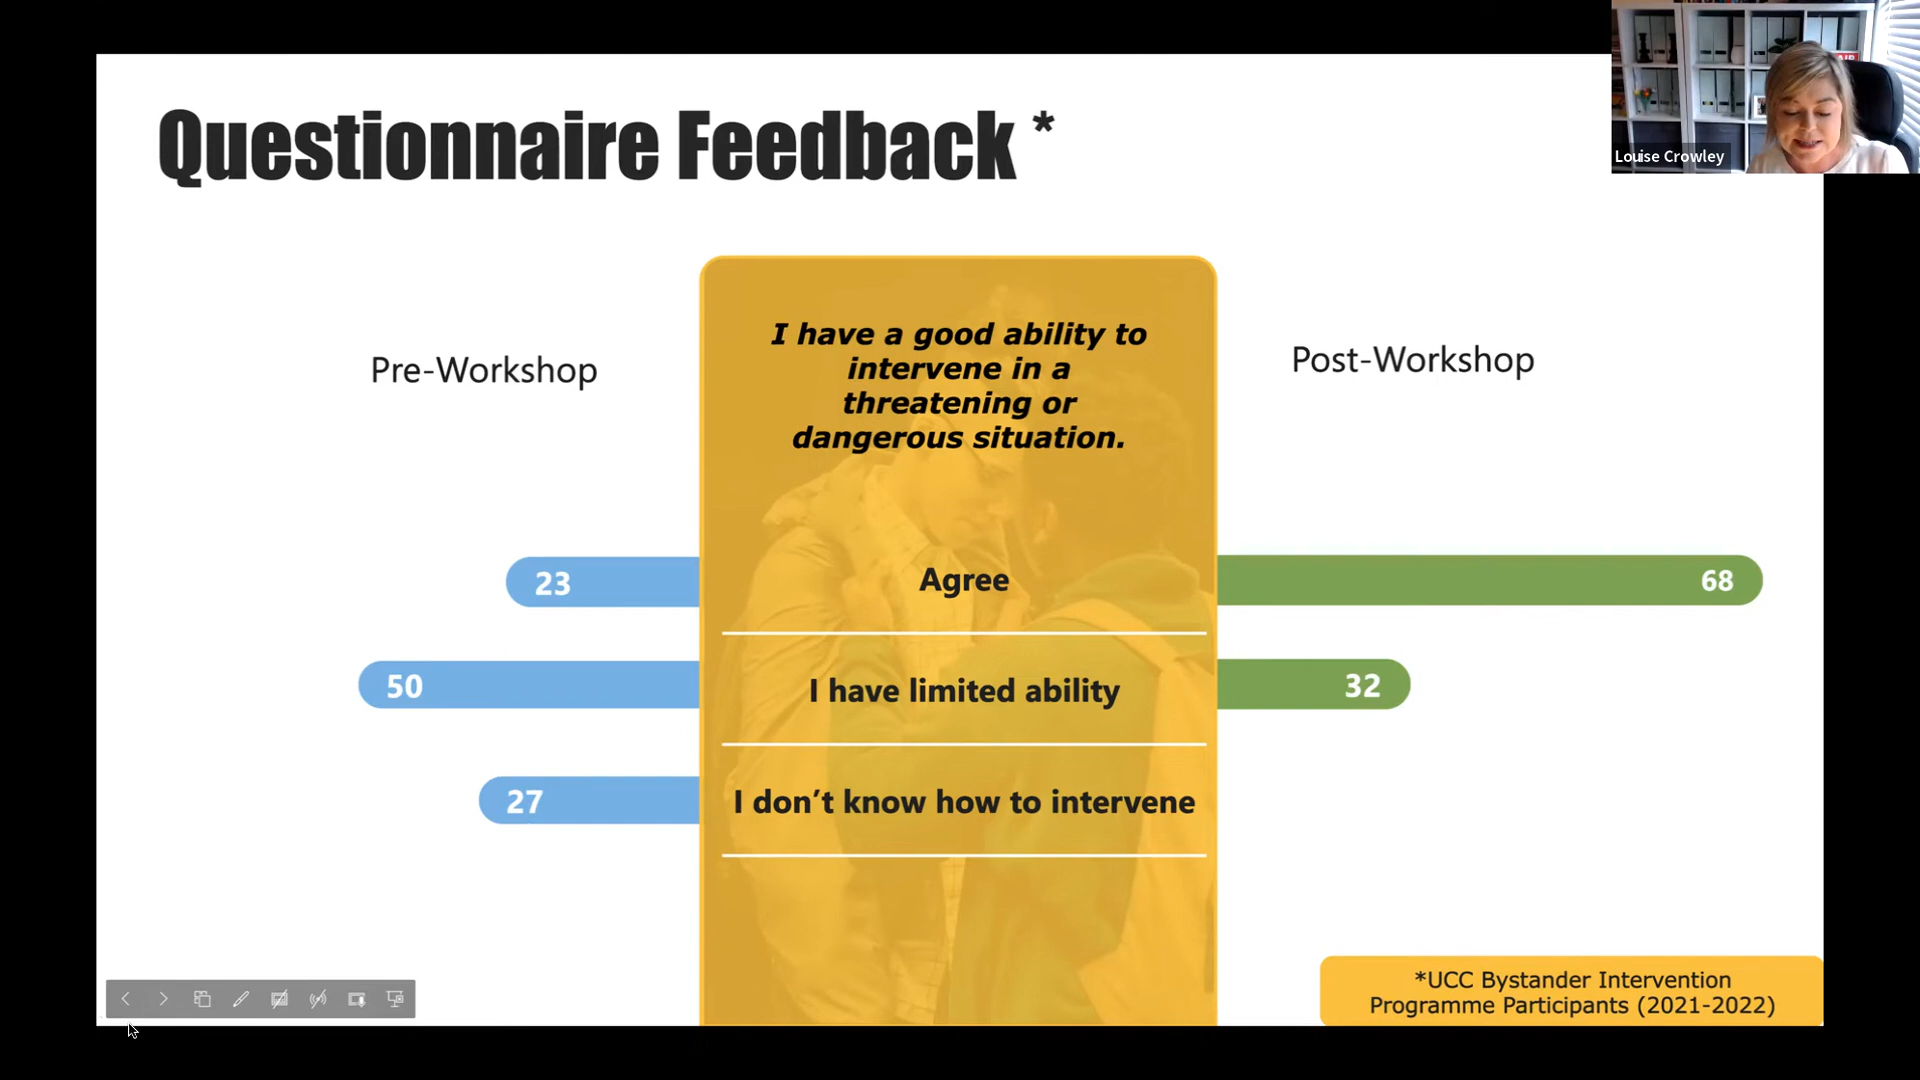 Questionnaire Feedback *
Louise Crowley
Pre-Workshop
I have a good ability to
intervene in a
threatening or
dangerous situation.
Post-Workshop
23
Agree
68
50
I have limited ability
32
27
I don’t know how to intervene
*UCC Bystander Intervention
Programme Participants (2021-2022)